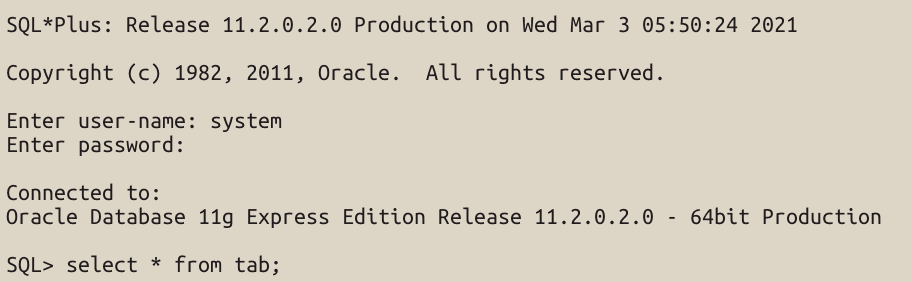 SQL*Plus: Release 11.2.0.2.0 Production on Wed Mar 3 05:50:24 2021
Copyright (c) 1982, 2011, Oracle.  All rights reserved.
Enter user-name: system
Enter password:
Connected to:
Oracle Database 11g Express Edition Release 11.2.0.2.0 - 64bit Production
SQL> select * from tab;